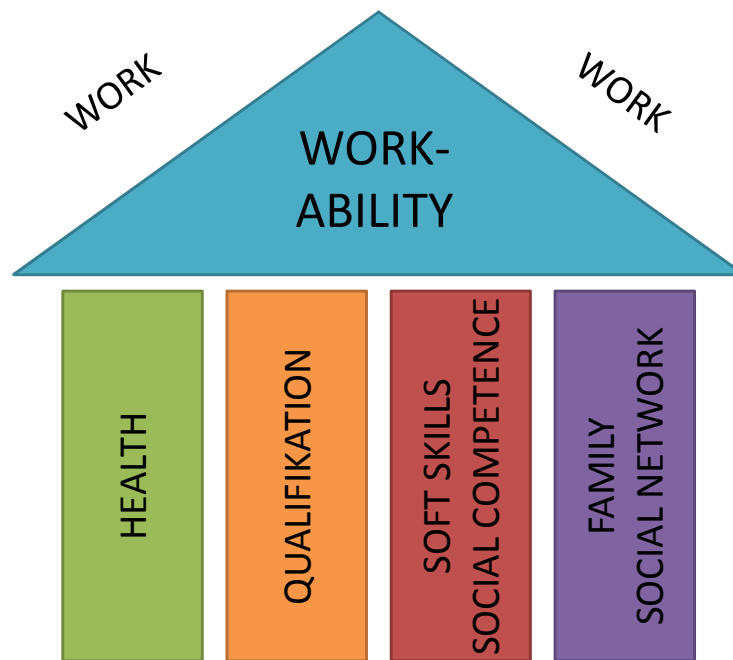 WORK
WORK
WORK-
ABILITY
HEALTH
QUALIFIKATION
SOFT SKILLS
SOCIAL COMPETENCE
FAMILY
SOCIAL NETWORK